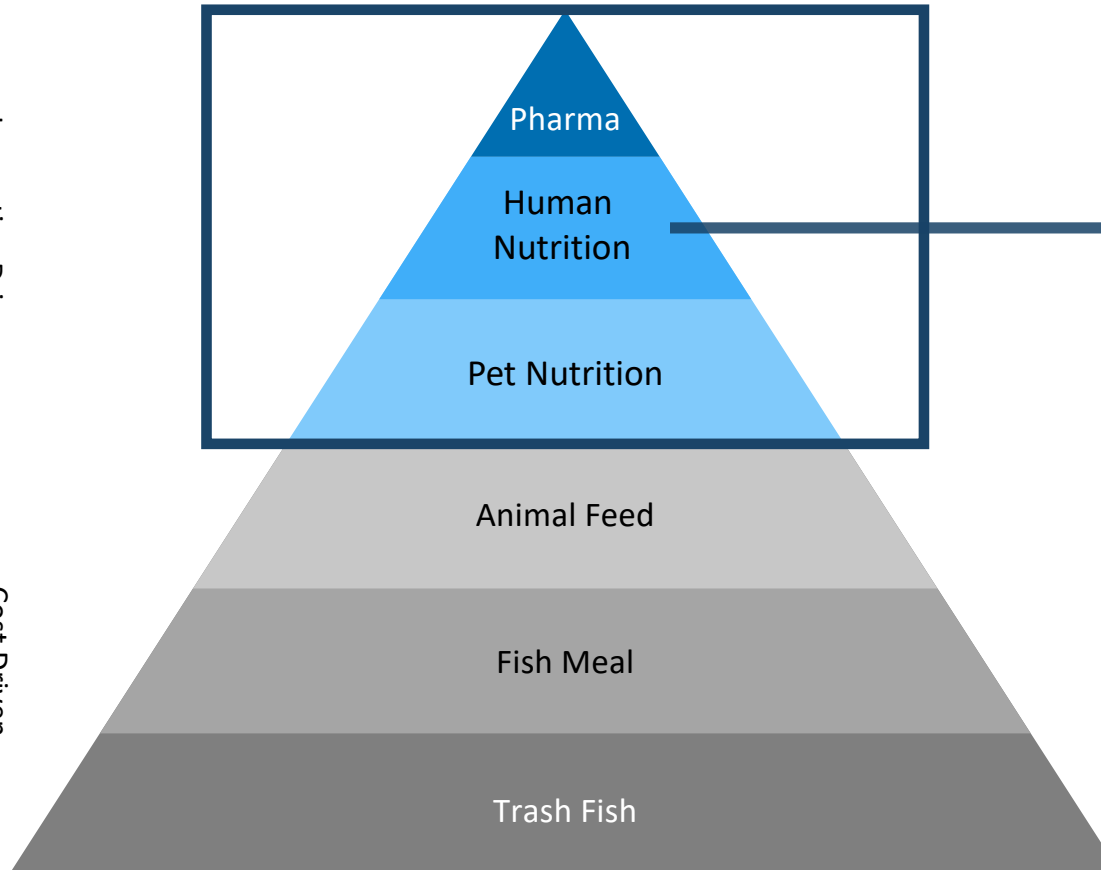 Pharma
Human
Nutrition
Pet Nutrition
Animal Feed
Fish Meal
Trash Fish